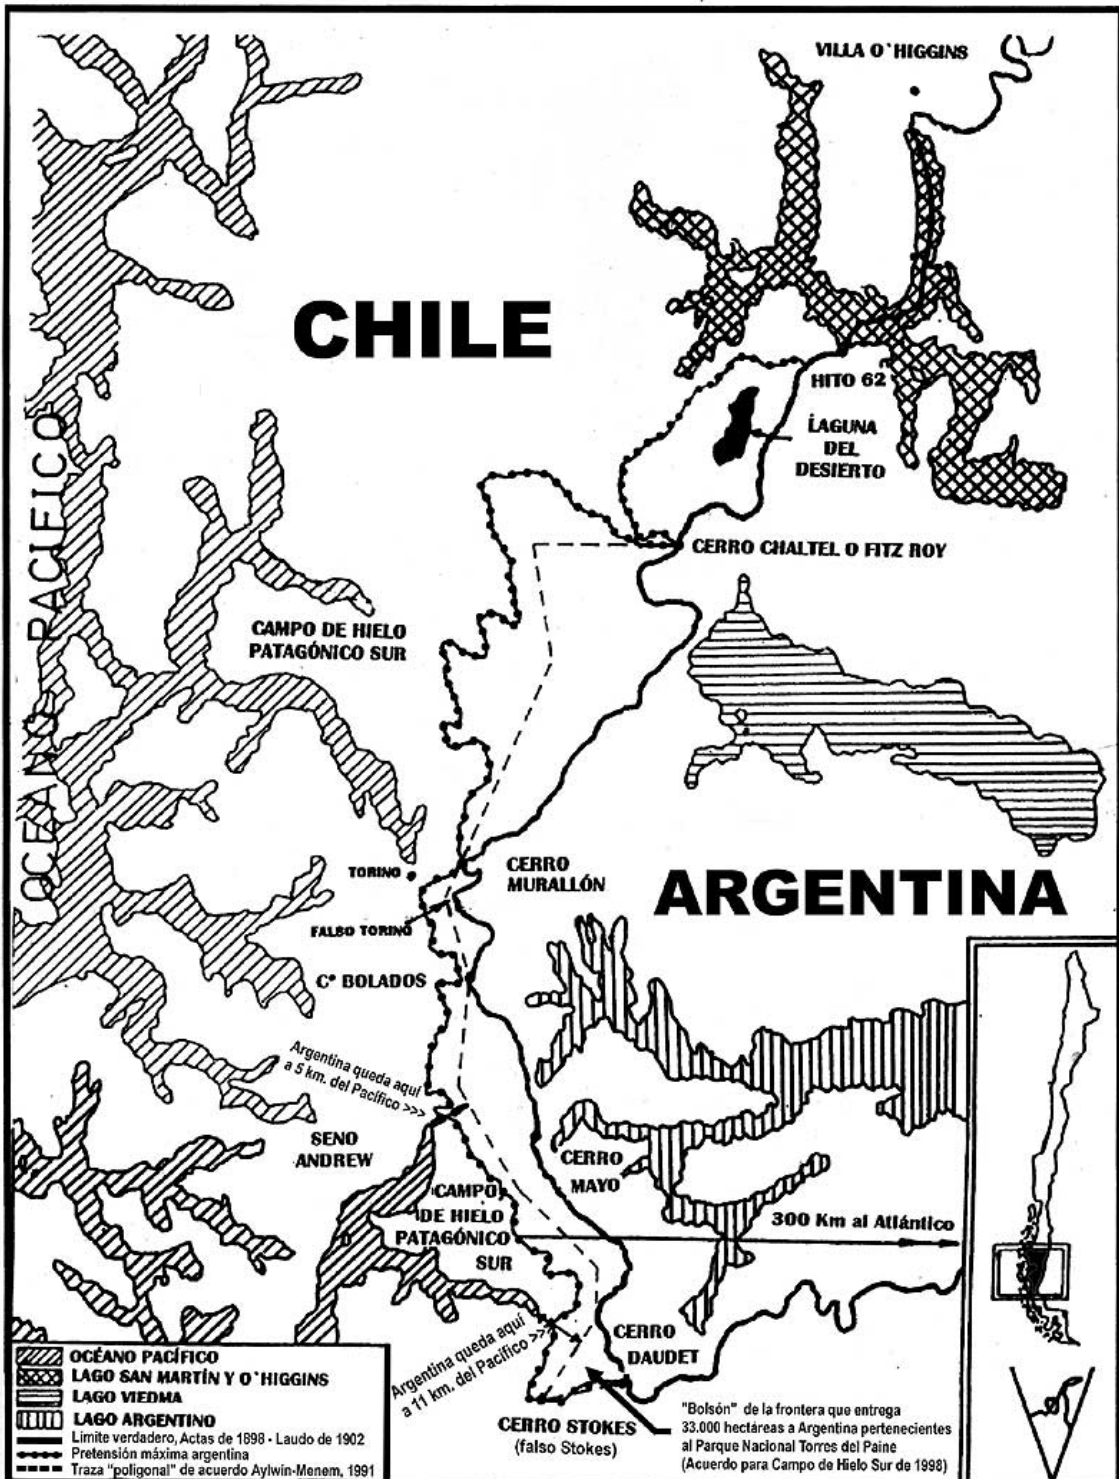 VILLA O`HIGGINS
CHILE
HITO 62
LAGUNA
DEL
DESIERTO
OCEANO PACIFICO
CERRO CHALTEL O FITZ ROY
CAMPO DE HIELO
PATAGÓNICO SUR
TORINO
CERRO
MURALLÓN
ARGENTINA
FALSO TORINO
Cº BOLADOS
Argentina queda aquí
a 5 km. del Pacífico >>>
SENO
ANDREW
CERRO
MAYO
CAMPO
DE HIELO
PATAGÓNICO
SUR
300 Km al Atlántico
Argentina queda aquí
a 11 km. del Pacífico >>>
CERRO
DAUDET
CERRO STOKES
(falso Stokes)
"Bolsón" de la frontera que entrega
33.000 hectáreas a Argentina pertenecientes
al Parque Nacional Torres del Paine
(Acuerdo para Campo de Hielo Sur de 1998)
OCÉANO PACÍFICO
LAGO SAN MARTÍN Y O`HIGGINS
LAGO VIEDMA
LAGO ARGENTINO
Limite verdadero, Actas de 1898 - Laudo de 1902
Pretensión máxima argentina
Traza "poligonal" de acuerdo Aylwin-Menem, 1991